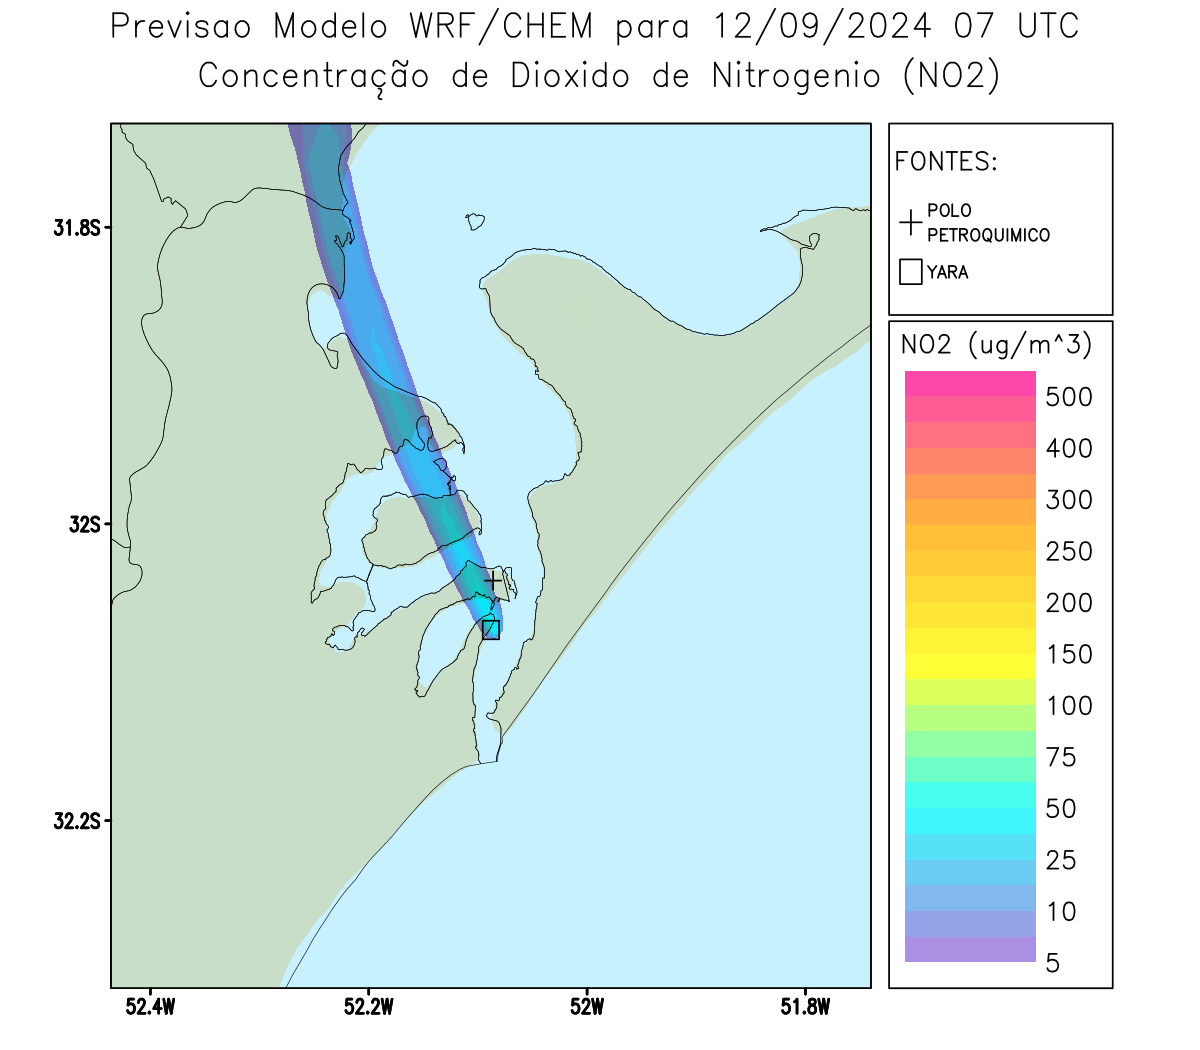 Previsao Modelo WRF/CHEM para 12/09/2024 07 UTC
Concentração de Dioxido de Nitrogenio (NO2)
FONTES:
POLO
PETROQUIMICO
YARA
31.8S
32S
32.2S
52.4W
52.2W
52W
51.8W
NO2 (ug/m^3)
500
400
300
250
200
150
100
75
50
25
10
5